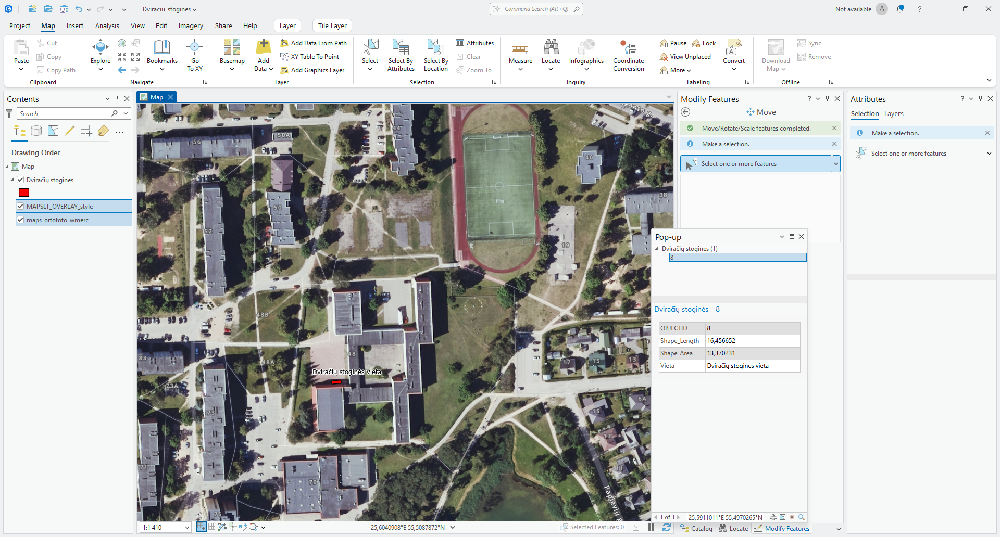 Dviraciu_stogines
Command Search (Alt+Q)
Not available
Project
Map
Insert
Analysis
View
Edit
Imagery
Share
Help
Layer
Tile Layer
Paste
Cut
Copy
Copy Path
Clipboard
Explore
Bookmarks
Go
To XY
Navigate
Basemap
Add
Data
Add Data From Path
XY Table To Point
Add Graphics Layer
Layer
Select
Select By
Attributes
Select By
Location
Attributes
Clear
Zoom To
Selection
Measure
Locate
Infographics
Coordinate
Conversion
Inquiry
Pause
Lock
View Unplaced
More
Convert
Labeling
Download
Map
Sync
Remove
Offline
Contents
Search
Drawing Order
Map
Dviračių stoginės
MAPSLT_OVERLAY_style
maps_ortofoto_wmerc
Map
ganto g.
44
50A
56
40
38
50
52
19
48B
48
48A
83
73A
73
17
15
13
6A
15
13
11
9
71
79
75
Papievių g
Dviračių stoginės vieta
1:1 410
25,6040908°E 55,5087872°N
Selected Features: 0
Modify Features
Move
Move/Rotate/Scale features completed.
Make a selection.
Select one or more features
Pop-up
Dviračių stoginės (1)
8
Dviračių stoginės - 8
OBJECTID 8
Shape_Length 16,456652
Shape_Area 13,370231
Vieta Dviračių stoginės vieta
1 of 1
25,5911011°E 55,4970265°N
Catalog
Locate
Modify Features
Attributes
Selection
Layers
Make a selection.
Select one or more features